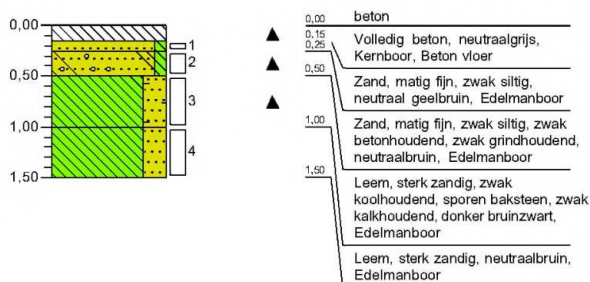 0,00
0,50
1,00
1,50
1
2
3
4
0,00 beton
0,15 Volledig beton, neutraalgrijs,
0,25 Kernboor, Beton vloer
0,50 Zand, matig fijn, zwak siltig,
neutraal geelbruin, Edelmanboor
1,00 Zand, matig fijn, zwak siltig, zwak
betonhoudend, zwak grindhoudend,
neutraalbruin, Edelmanboor
1,50
Leem, sterk zandig, zwak
koolhoudend, sporen baksteen, zwak
kalkhoudend, donker bruinzwart,
Edelmanboor
Leem, sterk zandig, neutraalbruin,
Edelmanboor